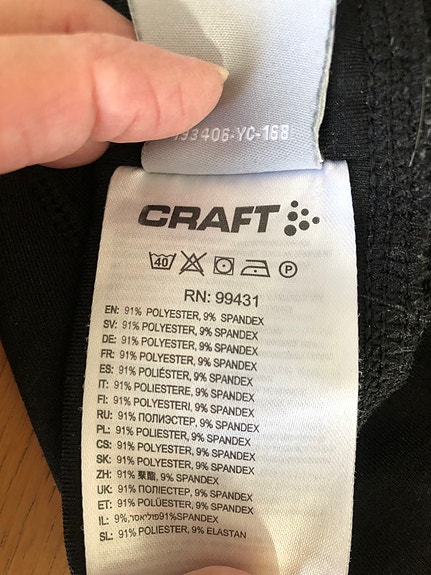 193406-YC-168
CRAFT
40 P
RN: 99431
EN: 91% POLYESTER, 9% SPANDEX
SV: 91% POLYESTER, 9% SPANDEX
DE: 91% POLYESTER, 9% SPANDEX
FR: 91% POLYESTER, 9% SPANDEX
ES: 91% POLIÉSTER, 9% SPANDEX
IT: 91% POLIESTERE, 9% SPANDEX
FI: 91% POLYESTERI, 9% SPANDEX
RU: 91% ПОЛИЭСТЕР, 9% SPANDEX
PL: 91% POLIESTER, 9% SPANDEX
CS: 91% POLYESTER, 9% SPANDEX
SK: 91% POLYESTER, 9% SPANDEX
ZH: 91% 聚酯, 9% SPANDEX
UK: 91% ПОЛІЕСТЕР, 9% SPANDEX
ET: 91% POLÜESTER, 9% SPANDEX
IL: 9%,פוליאסר91%SPANDEX
SL: 91% POLIESTER, 9% ELASTAN